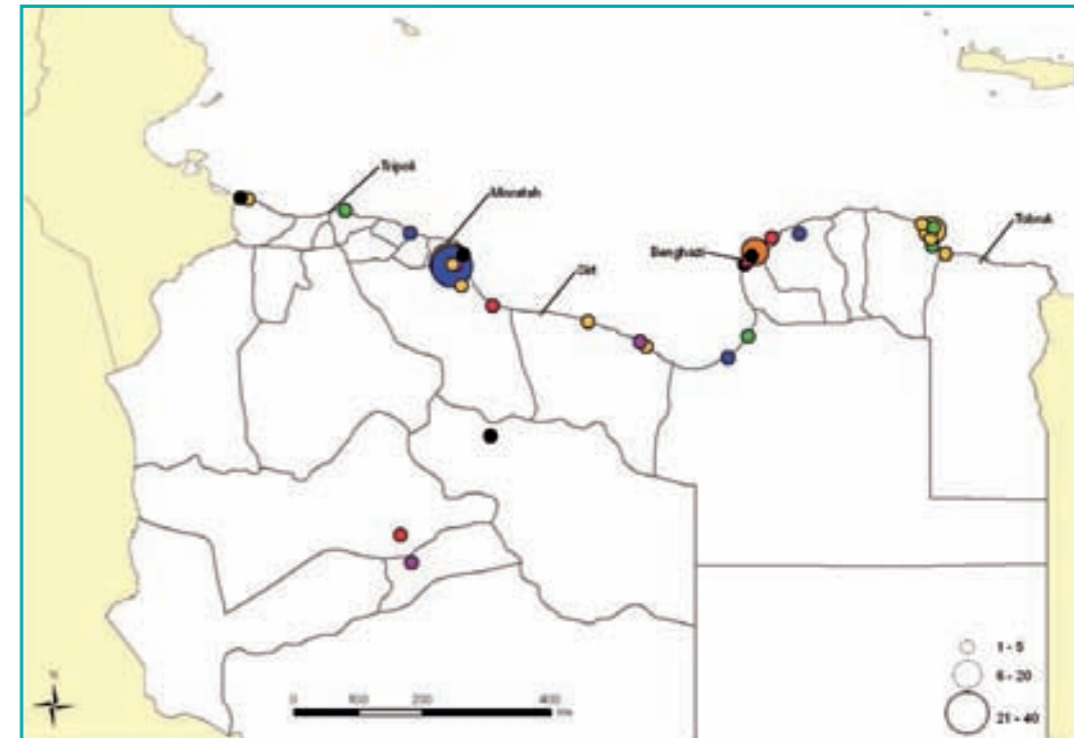 Tripoli
Misratah
Sirt
Benghazi
Tobruk
N
0 100 200 400
Km
1 - 5
6 - 20
21 - 40